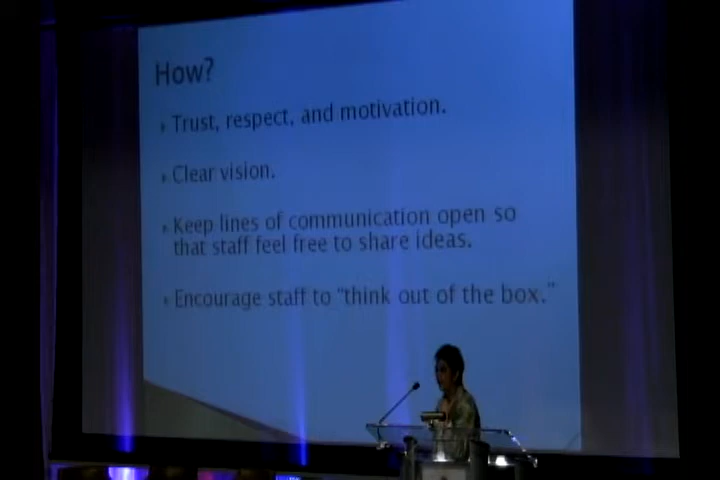 How?
Trust, respect, and motivation.
Clear vision.
Keep lines of communication open so
that staff feel free to share ideas.
Encourage staff to “think out of the box.”